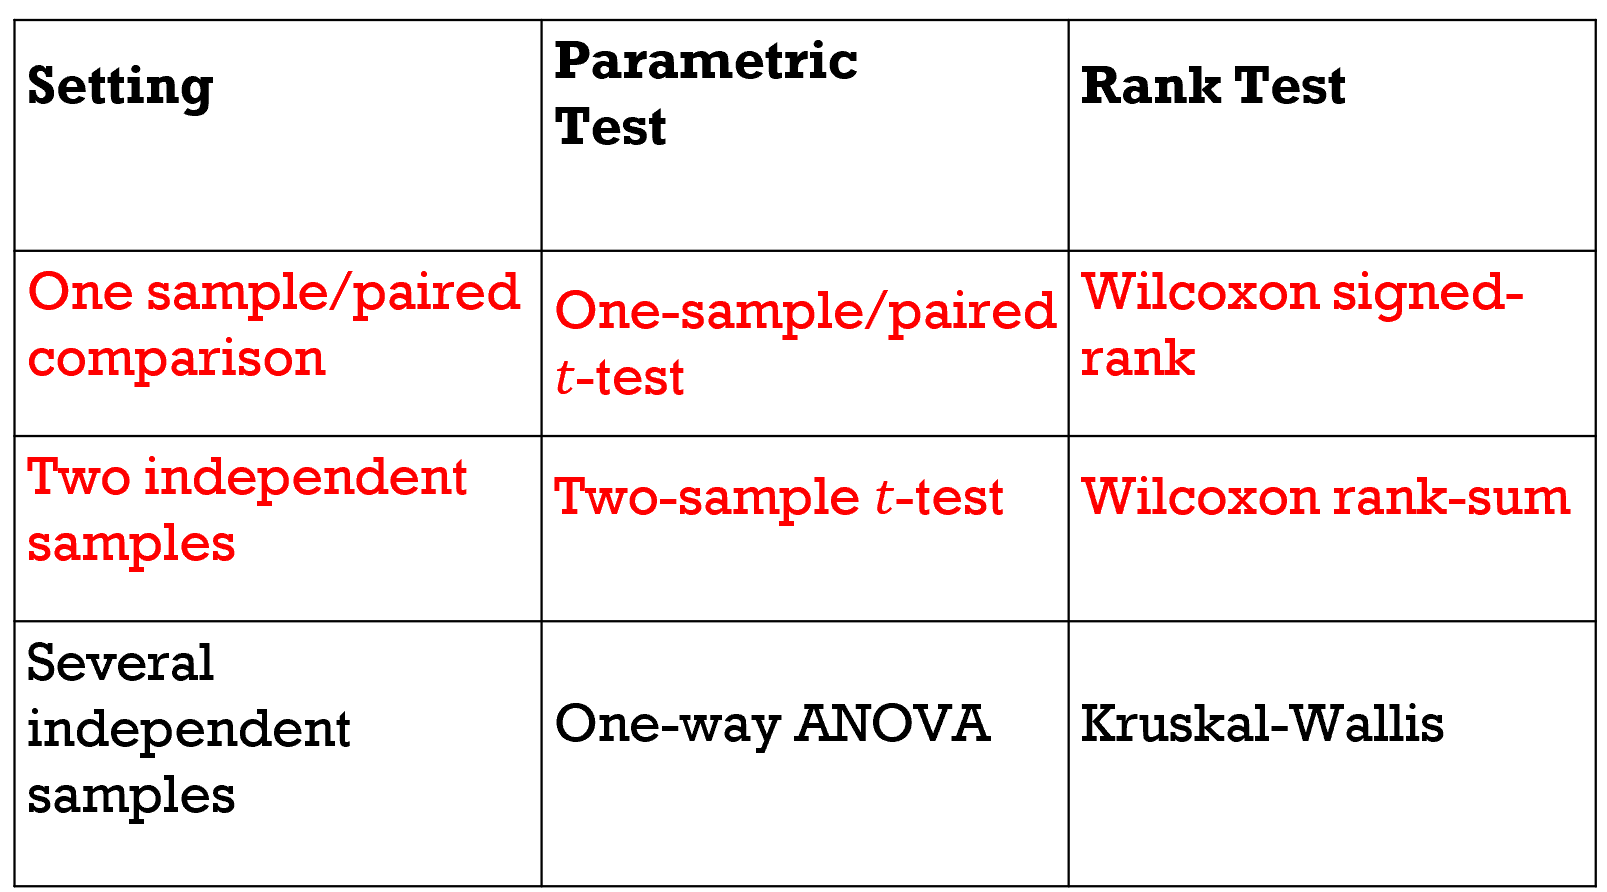 Setting
Parametric
Test
Rank Test
One sample/paired
comparison
One-sample/paired
t-test
Wilcoxon signed-
rank
Two independent
samples
Two-sample t-test
Wilcoxon rank-sum
Several
independent
samples
One-way ANOVA
Kruskal-Wallis